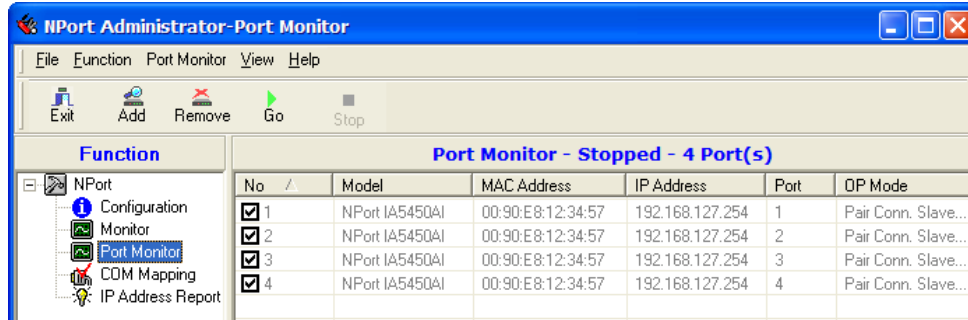 NPort Administrator-Port Monitor
File Function Port Monitor View Help
Exit Add Remove Go Stop
Function
Port Monitor - Stopped - 4 Port(s)
NPort
Configuration
Monitor
Port Monitor
COM Mapping
IP Address Report
No Model MAC Address IP Address Port OP Mode
1 NPort IA5450AI 00:90:E8:12:34:57 192.168.127.254 1 Pair Conn. Slave...
2 NPort IA5450AI 00:90:E8:12:34:57 192.168.127.254 2 Pair Conn. Slave...
3 NPort IA5450AI 00:90:E8:12:34:57 192.168.127.254 3 Pair Conn. Slave...
4 NPort IA5450AI 00:90:E8:12:34:57 192.168.127.254 4 Pair Conn. Slave...